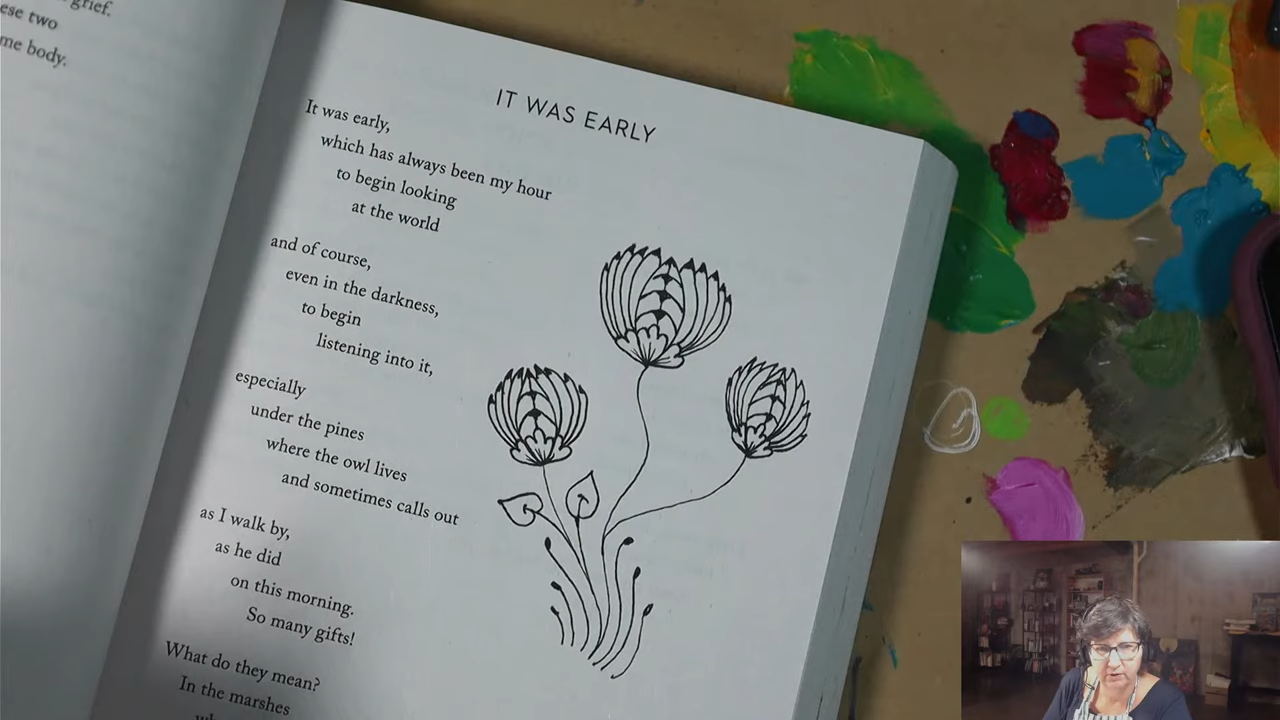 grief.
ese two
me body.
IT WAS EARLY
It was early,
which has always been my hour
to begin looking
at the world
and of course,
even in the darkness,
to begin
listening into it,
especially
under the pines
where the owl lives
and sometimes calls out
as I walk by,
as he did
on this morning.
So many gifts!
What do they mean?
In the marshes